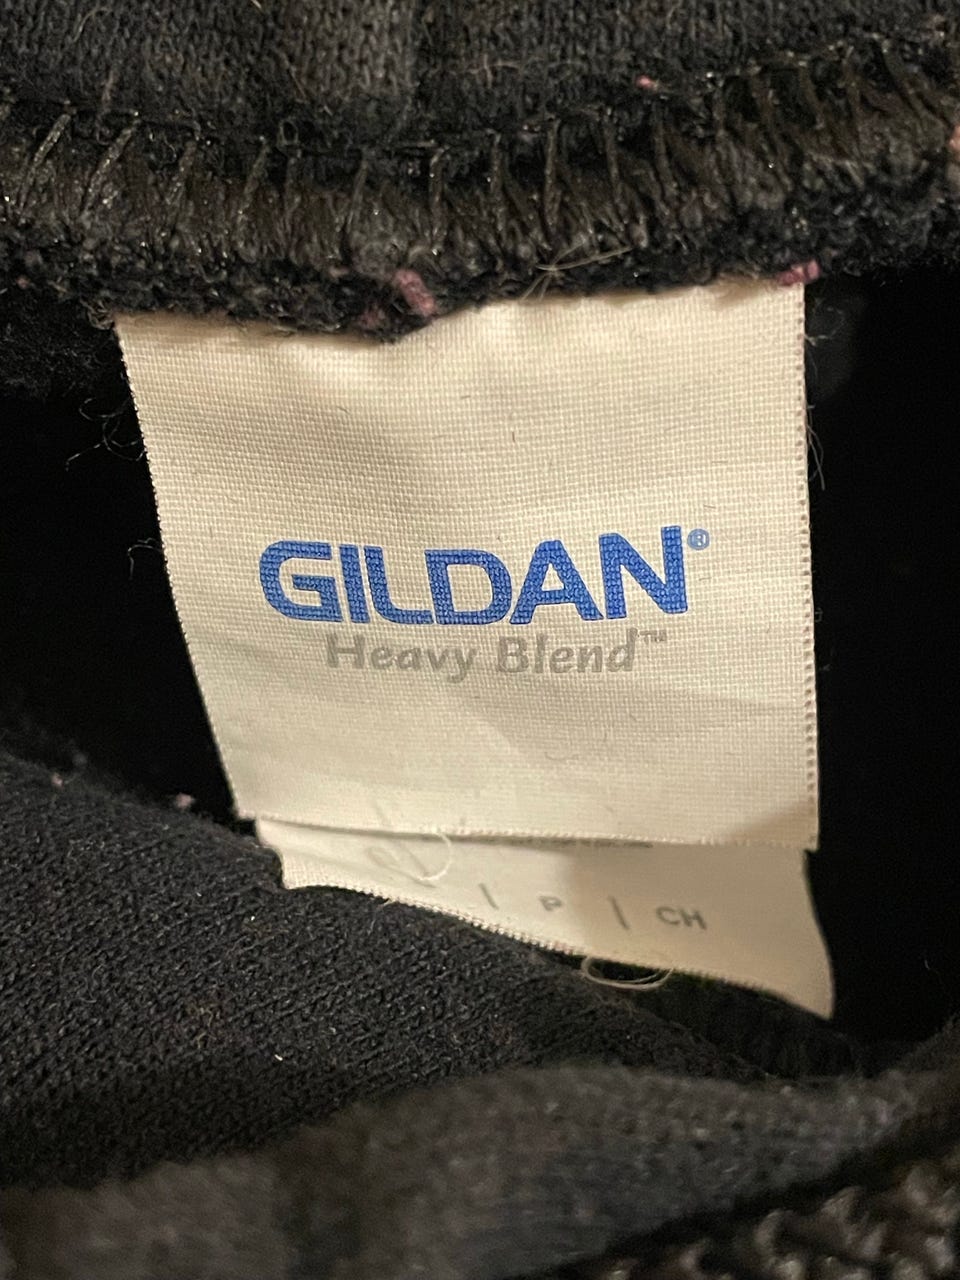 GILDAN®
Heavy Blend™
| P | CH